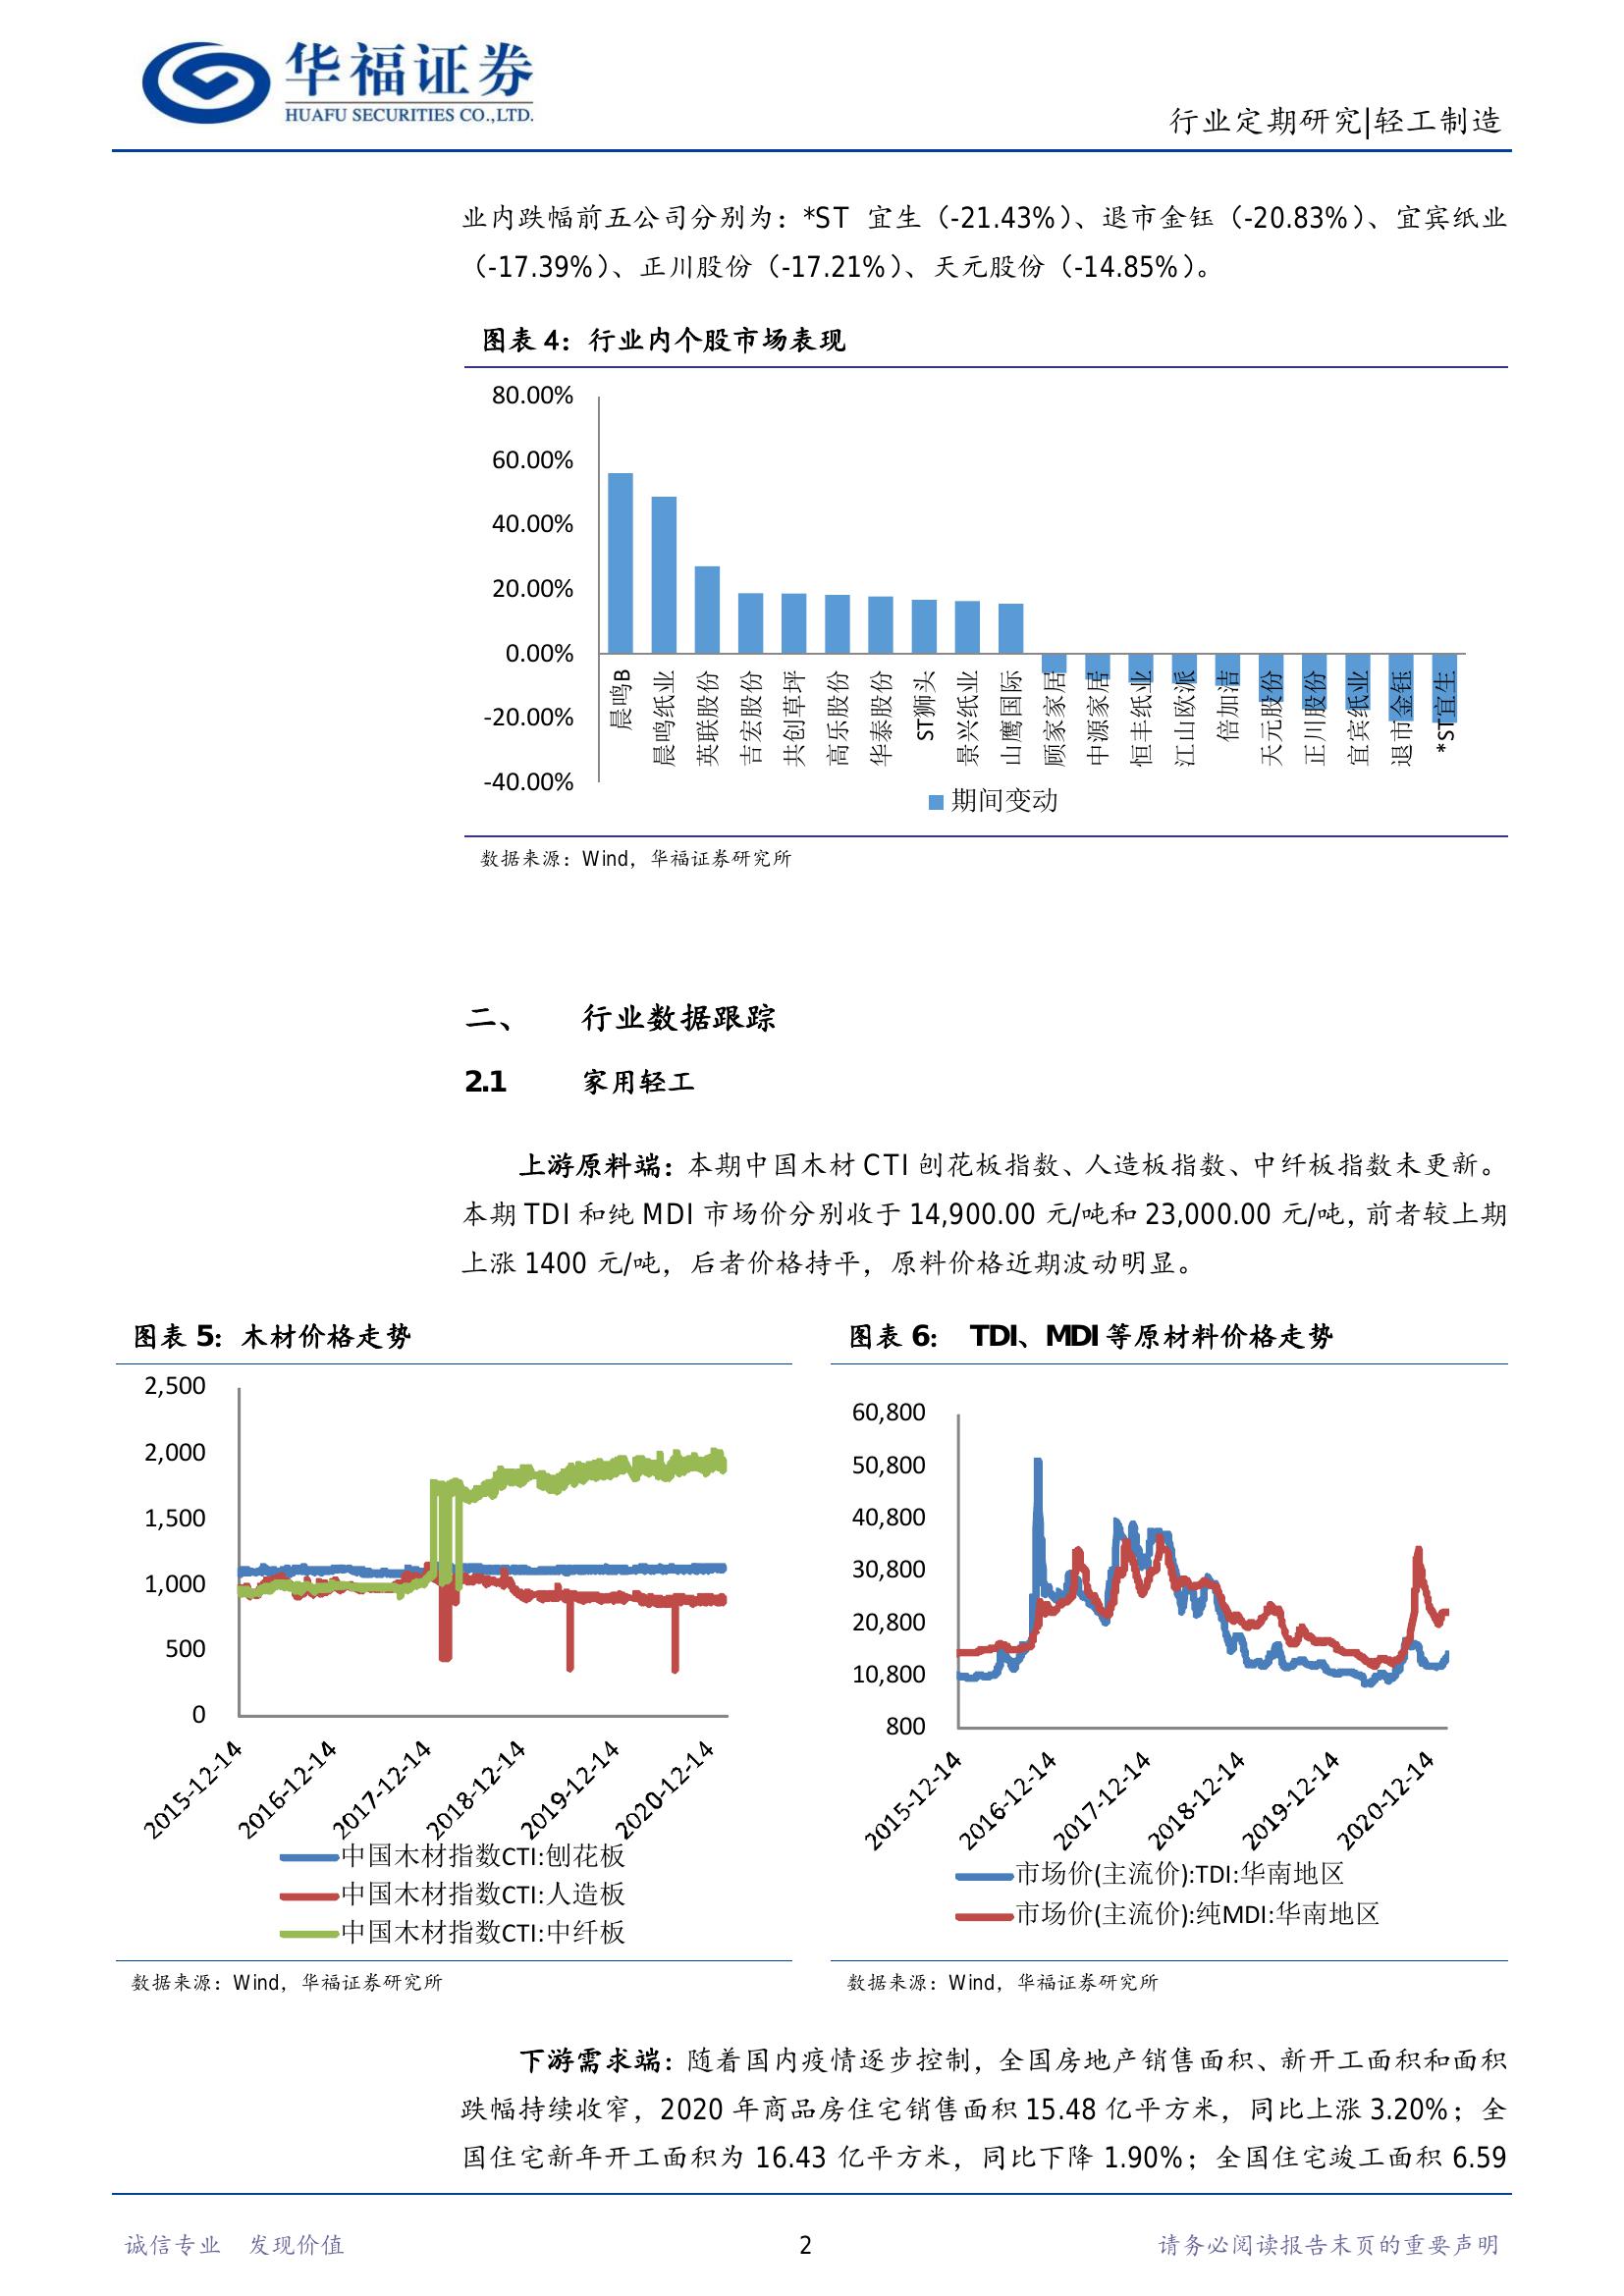 华福证券
HUAFU SECURITIES CO.,LTD.
行业定期研究|轻工制造
业内跌幅前五公司分别为：*ST 宜生（-21.43%）、退市金钰（-20.83%）、宜宾纸业
（-17.39%）、正川股份（-17.21%）、天元股份（-14.85%）。
图表 4：行业内个股市场表现
80.00%
60.00%
40.00%
20.00%
0.00%
-20.00%
-40.00%
晨鸣B
晨鸣纸业
英联股份
吉宏股份
共创草坪
高乐股份
华泰股份
ST狮头
景兴纸业
山鹰国际
顾家家居
中源家居
恒丰纸业
江山欧派
倍加洁
天元股份
正川股份
宜宾纸业
退市金钰
*ST宜生
期间变动
数据来源：Wind，华福证券研究所
二、 行业数据跟踪
2.1 家用轻工
上游原料端：本期中国木材 CTI 刨花板指数、人造板指数、中纤板指数未更新。
本期 TDI 和纯 MDI 市场价分别收于 14,900.00 元/吨和 23,000.00 元/吨，前者较上期
上涨 1400 元/吨，后者价格持平，原料价格近期波动明显。
图表 5：木材价格走势
2,500
2,000
1,500
1,000
500
0
2015-12-14
2016-12-14
2017-12-14
2018-12-14
2019-12-14
2020-12-14
中国木材指数CTI:刨花板
中国木材指数CTI:人造板
中国木材指数CTI:中纤板
数据来源：Wind，华福证券研究所
图表 6： TDI、MDI 等原材料价格走势
60,800
50,800
40,800
30,800
20,800
10,800
800
2015-12-14
2016-12-14
2017-12-14
2018-12-14
2019-12-14
2020-12-14
市场价(主流价):TDI:华南地区
市场价(主流价):纯MDI:华南地区
数据来源：Wind，华福证券研究所
下游需求端：随着国内疫情逐步控制，全国房地产销售面积、新开工面积和面积
跌幅持续收窄，2020 年商品房住宅销售面积 15.48 亿平方米，同比上涨 3.20%；全
国住宅新年开工面积为 16.43 亿平方米，同比下降 1.90%；全国住宅竣工面积 6.59
诚信专业 发现价值
2
请务必阅读报告末页的重要声明